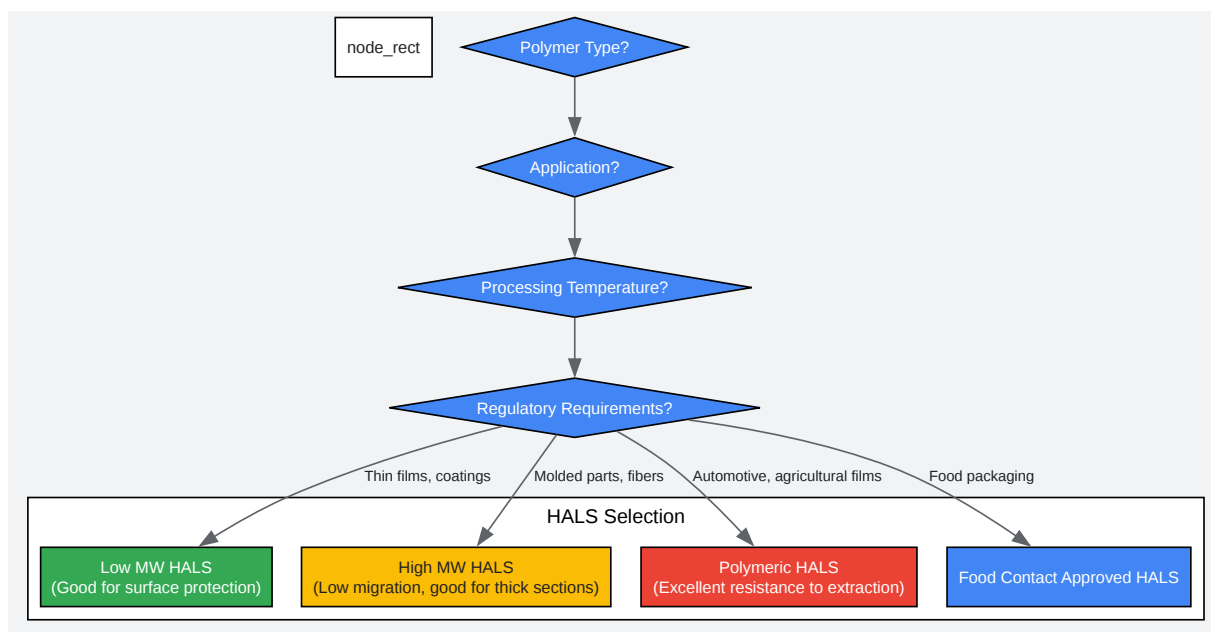 node_rect
Polymer Type?
Application?
Processing Temperature?
Regulatory Requirements?
Thin films, coatings
Molded parts, fibers
Automotive, agricultural films
Food packaging
HALS Selection
Low MW HALS
(Good for surface protection)
High MW HALS
(Low migration, good for thick sections)
Polymeric HALS
(Excellent resistance to extraction)
Food Contact Approved HALS